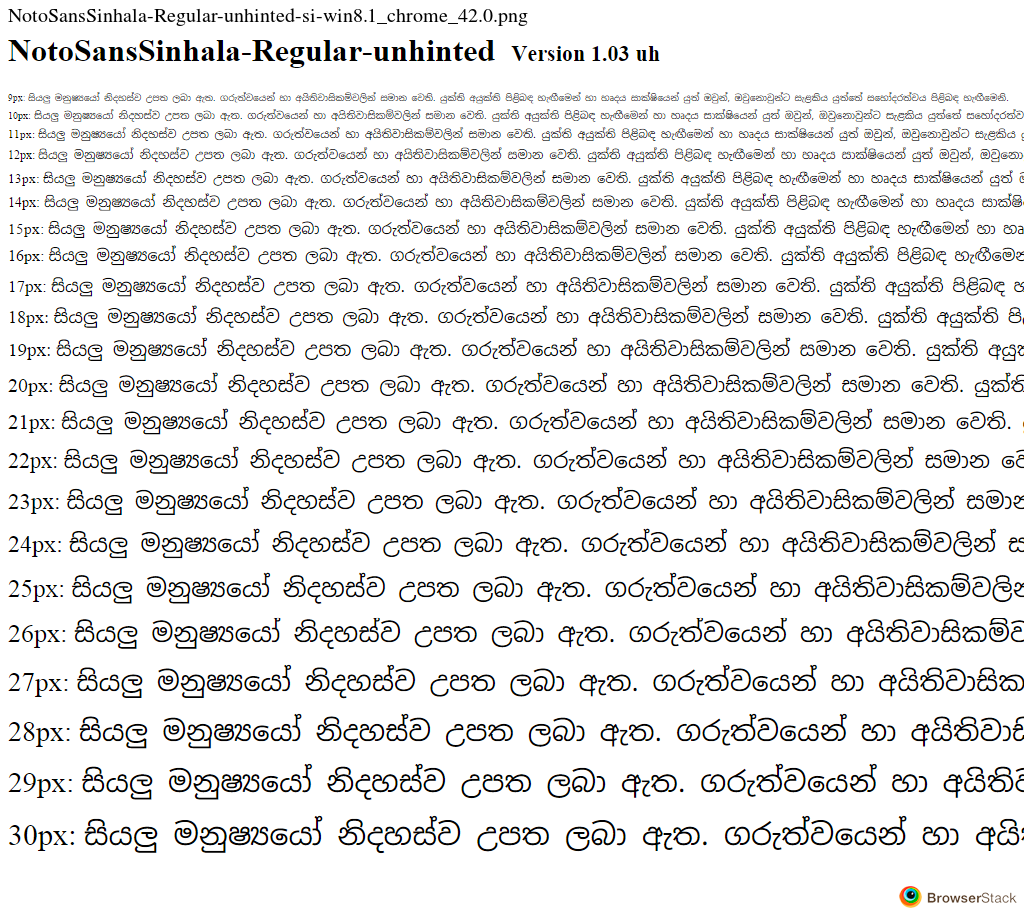 NotoSansSinhala-Regular-unhinted-si-win8.1_chrome_42.0.png
NotoSansSinhala-Regular-unhinted Version 1.03 uh
9px: සියලු මනුෂ්‍යයෝ නිදහස්ව උපත ලබා ඇත. ගරුත්වයෙන් හා අයිතිවාසිකම්වලින් සමාන වෙති. යුක්ති අයුක්ති පිළිබඳ හැඟීමෙන් හා හෘදය සාක්ෂියෙන් යුත් ඔවුන්, ඔවුනොවුන්ට සැළකිය යුත්තේ සහෝදරත්වය පිළිබඳ හැඟීමෙනි.
10px: සියලු මනුෂ්‍යයෝ නිදහස්ව උපත ලබා ඇත. ගරුත්වයෙන් හා අයිතිවාසිකම්වලින් සමාන වෙති. යුක්ති අයුක්ති පිළිබඳ හැඟීමෙන් හා හෘදය සාක්ෂියෙන් යුත් ඔවුන්, ඔවුනොවුන්ට සැළකිය යුත්තේ
11px: සියලු මනුෂ්‍යයෝ නිදහස්ව උපත ලබා ඇත. ගරුත්වයෙන් හා අයිතිවාසිකම්වලින් සමාන වෙති. යුක්ති අයුක්ති පිළිබඳ හැඟීමෙන් හා හෘදය සාක්ෂියෙන් යුත් ඔවුන්, ඔවුනොවුන්ට සැළකිය
12px: සියලු මනුෂ්‍යයෝ නිදහස්ව උපත ලබා ඇත. ගරුත්වයෙන් හා අයිතිවාසිකම්වලින් සමාන වෙති. යුක්ති අයුක්ති පිළිබඳ හැඟීමෙන් හා හෘදය සාක්ෂියෙන් යුත් ඔවුන්,
13px: සියලු මනුෂ්‍යයෝ නිදහස්ව උපත ලබා ඇත. ගරුත්වයෙන් හා අයිතිවාසිකම්වලින් සමාන වෙති. යුක්ති අයුක්ති පිළිබඳ හැඟීමෙන් හා හෘදය සාක්ෂියෙන් යුත්
14px: සියලු මනුෂ්‍යයෝ නිදහස්ව උපත ලබා ඇත. ගරුත්වයෙන් හා අයිතිවාසිකම්වලින් සමාන වෙති. යුක්ති අයුක්ති පිළිබඳ හැඟීමෙන් හා හෘදය
15px: සියලු මනුෂ්‍යයෝ නිදහස්ව උපත ලබා ඇත. ගරුත්වයෙන් හා අයිතිවාසිකම්වලින් සමාන වෙති. යුක්ති අයුක්ති පිළිබඳ හැඟීමෙන් හා
16px: සියලු මනුෂ්‍යයෝ නිදහස්ව උපත ලබා ඇත. ගරුත්වයෙන් හා අයිතිවාසිකම්වලින් සමාන වෙති. යුක්ති අයුක්ති පිළිබඳ
17px: සියලු මනුෂ්‍යයෝ නිදහස්ව උපත ලබා ඇත. ගරුත්වයෙන් හා අයිතිවාසිකම්වලින් සමාන වෙති. යුක්ති අයුක්ති පිළිබඳ
18px: සියලු මනුෂ්‍යයෝ නිදහස්ව උපත ලබා ඇත. ගරුත්වයෙන් හා අයිතිවාසිකම්වලින් සමාන වෙති. යුක්ති අයුක්ති
19px: සියලු මනුෂ්‍යයෝ නිදහස්ව උපත ලබා ඇත. ගරුත්වයෙන් හා අයිතිවාසිකම්වලින් සමාන වෙති. යුක්ති
20px: සියලු මනුෂ්‍යයෝ නිදහස්ව උපත ලබා ඇත. ගරුත්වයෙන් හා අයිතිවාසිකම්වලින් සමාන වෙති. යුක්ති
21px: සියලු මනුෂ්‍යයෝ නිදහස්ව උපත ලබා ඇත. ගරුත්වයෙන් හා අයිතිවාසිකම්වලින් සමාන වෙති.
22px: සියලු මනුෂ්‍යයෝ නිදහස්ව උපත ලබා ඇත. ගරුත්වයෙන් හා අයිතිවාසිකම්වලින් සමාන
23px: සියලු මනුෂ්‍යයෝ නිදහස්ව උපත ලබා ඇත. ගරුත්වයෙන් හා අයිතිවාසිකම්වලින් සමාන
24px: සියලු මනුෂ්‍යයෝ නිදහස්ව උපත ලබා ඇත. ගරුත්වයෙන් හා අයිතිවාසිකම්වලින්
25px: සියලු මනුෂ්‍යයෝ නිදහස්ව උපත ලබා ඇත. ගරුත්වයෙන් හා අයිතිවාසිකම්වලින්
26px: සියලු මනුෂ්‍යයෝ නිදහස්ව උපත ලබා ඇත. ගරුත්වයෙන් හා අයිතිවාසිකම්ව
27px: සියලු මනුෂ්‍යයෝ නිදහස්ව උපත ලබා ඇත. ගරුත්වයෙන් හා අයිතිවාසික
28px: සියලු මනුෂ්‍යයෝ නිදහස්ව උපත ලබා ඇත. ගරුත්වයෙන් හා අයිතිවාසි
29px: සියලු මනුෂ්‍යයෝ නිදහස්ව උපත ලබා ඇත. ගරුත්වයෙන් හා අයිතිව
30px: සියලු මනුෂ්‍යයෝ නිදහස්ව උපත ලබා ඇත. ගරුත්වයෙන් හා අයිති
BrowserStack